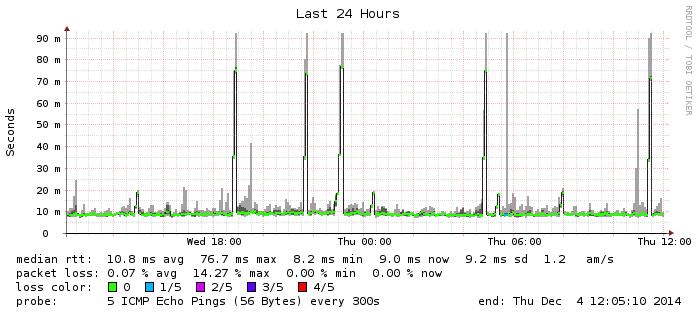 Last 24 Hours
RRDTOOL / TOBI OETIKER
Seconds
90 m
80 m
70 m
60 m
50 m
40 m
30 m
20 m
10 m
0
Wed 18:00 Thu 00:00 Thu 06:00 Thu 12:00
median rtt: 10.8 ms avg 76.7 ms max 8.2 ms min 9.0 ms now 9.2 ms sd 1.2 am/s
packet loss: 0.07 % avg 14.27 % max 0.00 % min 0.00 % now
loss color: 0 1/5 2/5 3/5 4/5
probe: 5 ICMP Echo Pings (56 Bytes) every 300s end: Thu Dec 4 12:05:10 2014